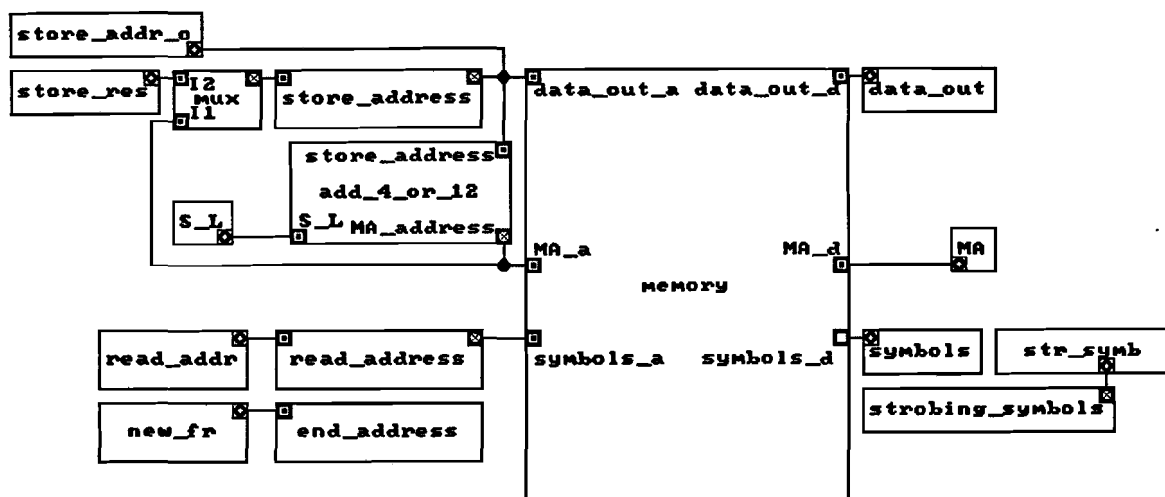 store_addr_o
store_res
I2
mux
I1
store_address
data_out_a data_out_d
data_out
store_address
add_4_or_12
S_L
S_L
MA_address
MA_a
MA_d
MA
memory
read_addr
read_address
symbols_a
symbols_d
symbols
str_symb
strobing_symbols
new_fr
end_address